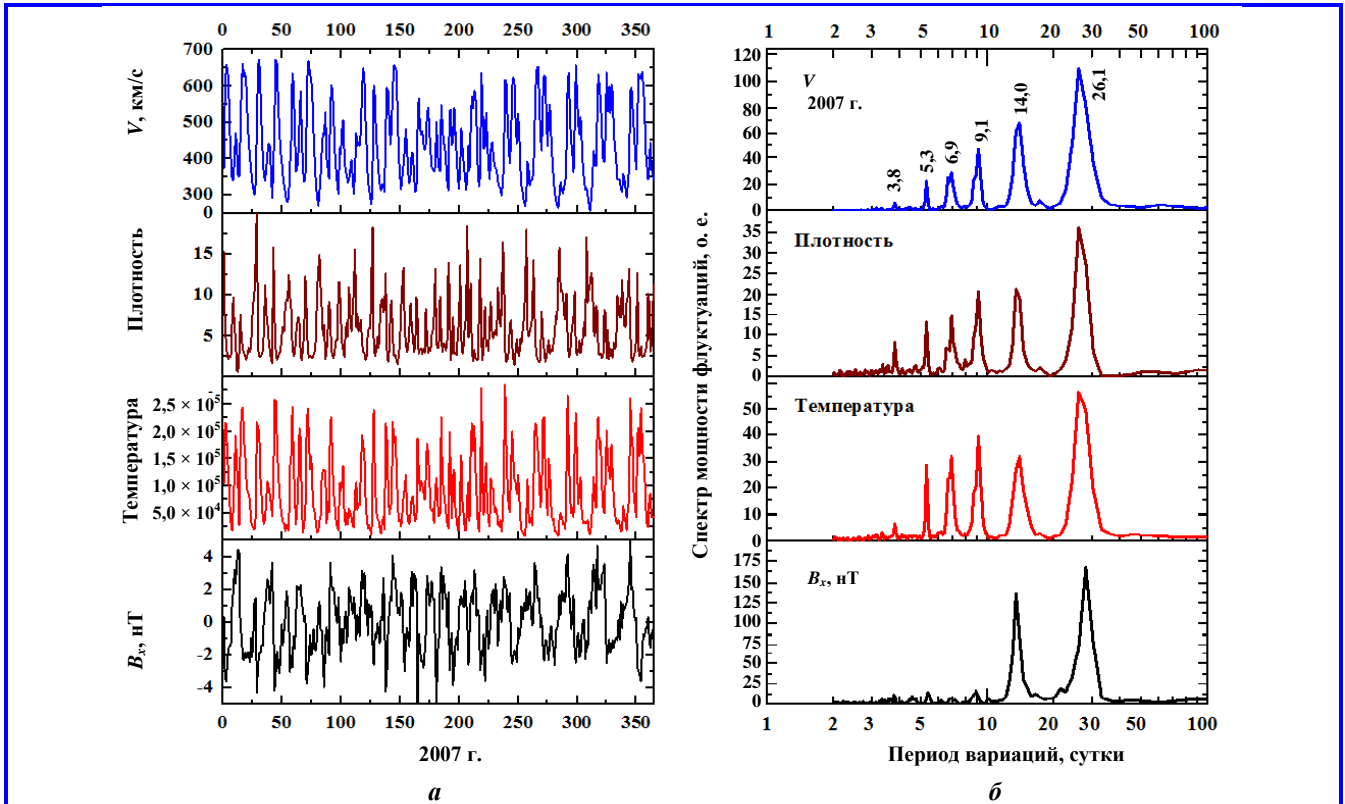 0 50 100 150 200 250 300 350
700
600
500
400
300
0
V, км/с
15
10
5
Плотность
2,5 × 10⁵
2,0 × 10⁵
1,5 × 10⁵
1,0 × 10⁵
5,0 × 10⁴
Температура
4
2
0
-2
-4
Bₓ, нТ
0 50 100 150 200 250 300 350
2007 г.
а
1 2 3 5 10 20 30 50 100
120
100
80
60
40
20
0
V
2007 г.
3,8
5,3
6,9
9,1
14,0
26,1
35
30
25
20
15
10
5
0
Плотность
50
40
30
20
10
0
Температура
175
150
125
100
75
50
25
0
Bₓ, нТ
Спектр мощности флуктуаций, о. е.
1 2 3 5 10 20 30 50 100
Период вариаций, сутки
б